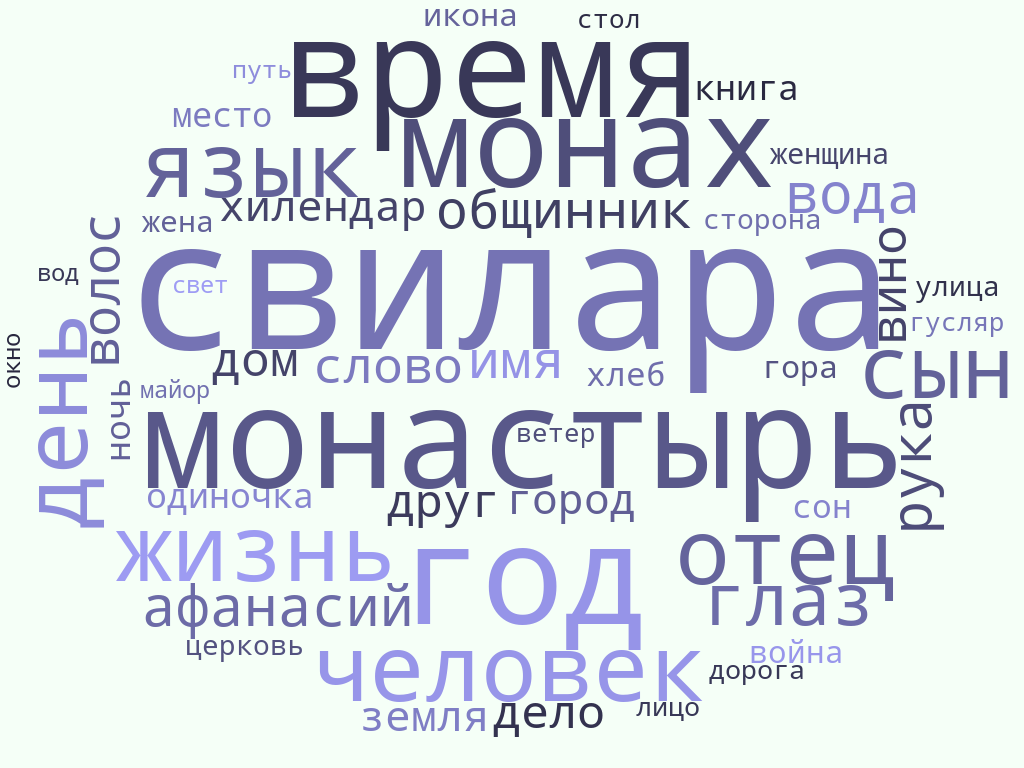 икона
стол
время
путь
книга
место
монах
язык
женщина
вода
хилендар
общинник
жена
сторона
волос
свилара
вино
вод
свет
улица
гусляр
окно
день
дом
слово
имя
хлеб
гора
сын
ночь
майор
монастырь
ветер
рука
одиночка
друг
город
сон
жизнь
год
отец
глаз
афанасий
церковь
человек
война
дорога
земля
дело
лицо